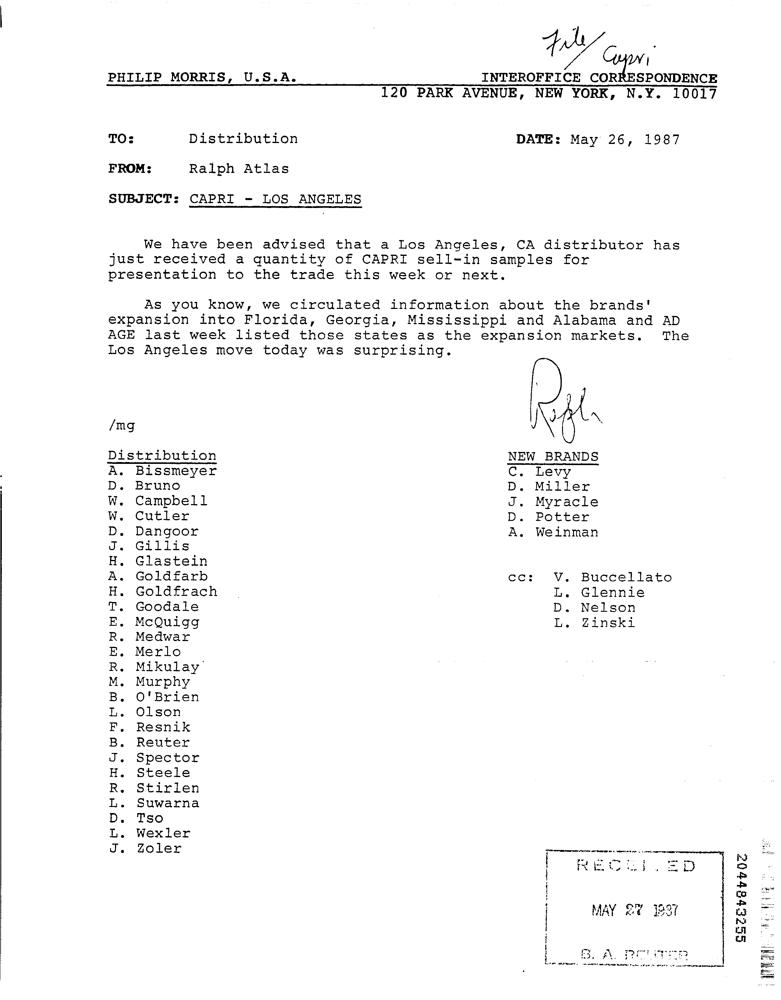 File/Capri
PHILIP MORRIS, U.S.A. INTEROFFICE CORRESPONDENCE
120 PARK AVENUE, NEW YORK, N.Y. 10017
TO: Distribution DATE: May 26, 1987
FROM: Ralph Atlas
SUBJECT: CAPRI - LOS ANGELES
We have been advised that a Los Angeles, CA distributor has
just received a quantity of CAPRI sell-in samples for
presentation to the trade this week or next.
As you know, we circulated information about the brands'
expansion into Florida, Georgia, Mississippi and Alabama and AD
AGE last week listed those states as the expansion markets. The
Los Angeles move today was surprising.
Ralph
/mg
Distribution
A. Bissmeyer
D. Bruno
W. Campbell
W. Cutler
D. Dangoor
J. Gillis
H. Glastein
A. Goldfarb
H. Goldfrach
T. Goodale
E. McQuigg
R. Medwar
E. Merlo
R. Mikulay
M. Murphy
B. O'Brien
L. Olson
F. Resnik
B. Reuter
J. Spector
H. Steele
R. Stirlen
L. Suwarna
D. Tso
L. Wexler
J. Zoler
NEW BRANDS
C. Levy
D. Miller
J. Myracle
D. Potter
A. Weinman
cc: V. Buccellato
L. Glennie
D. Nelson
L. Zinski
RECEIVED
MAY 27 1987
B. A. REUTER
2044843255